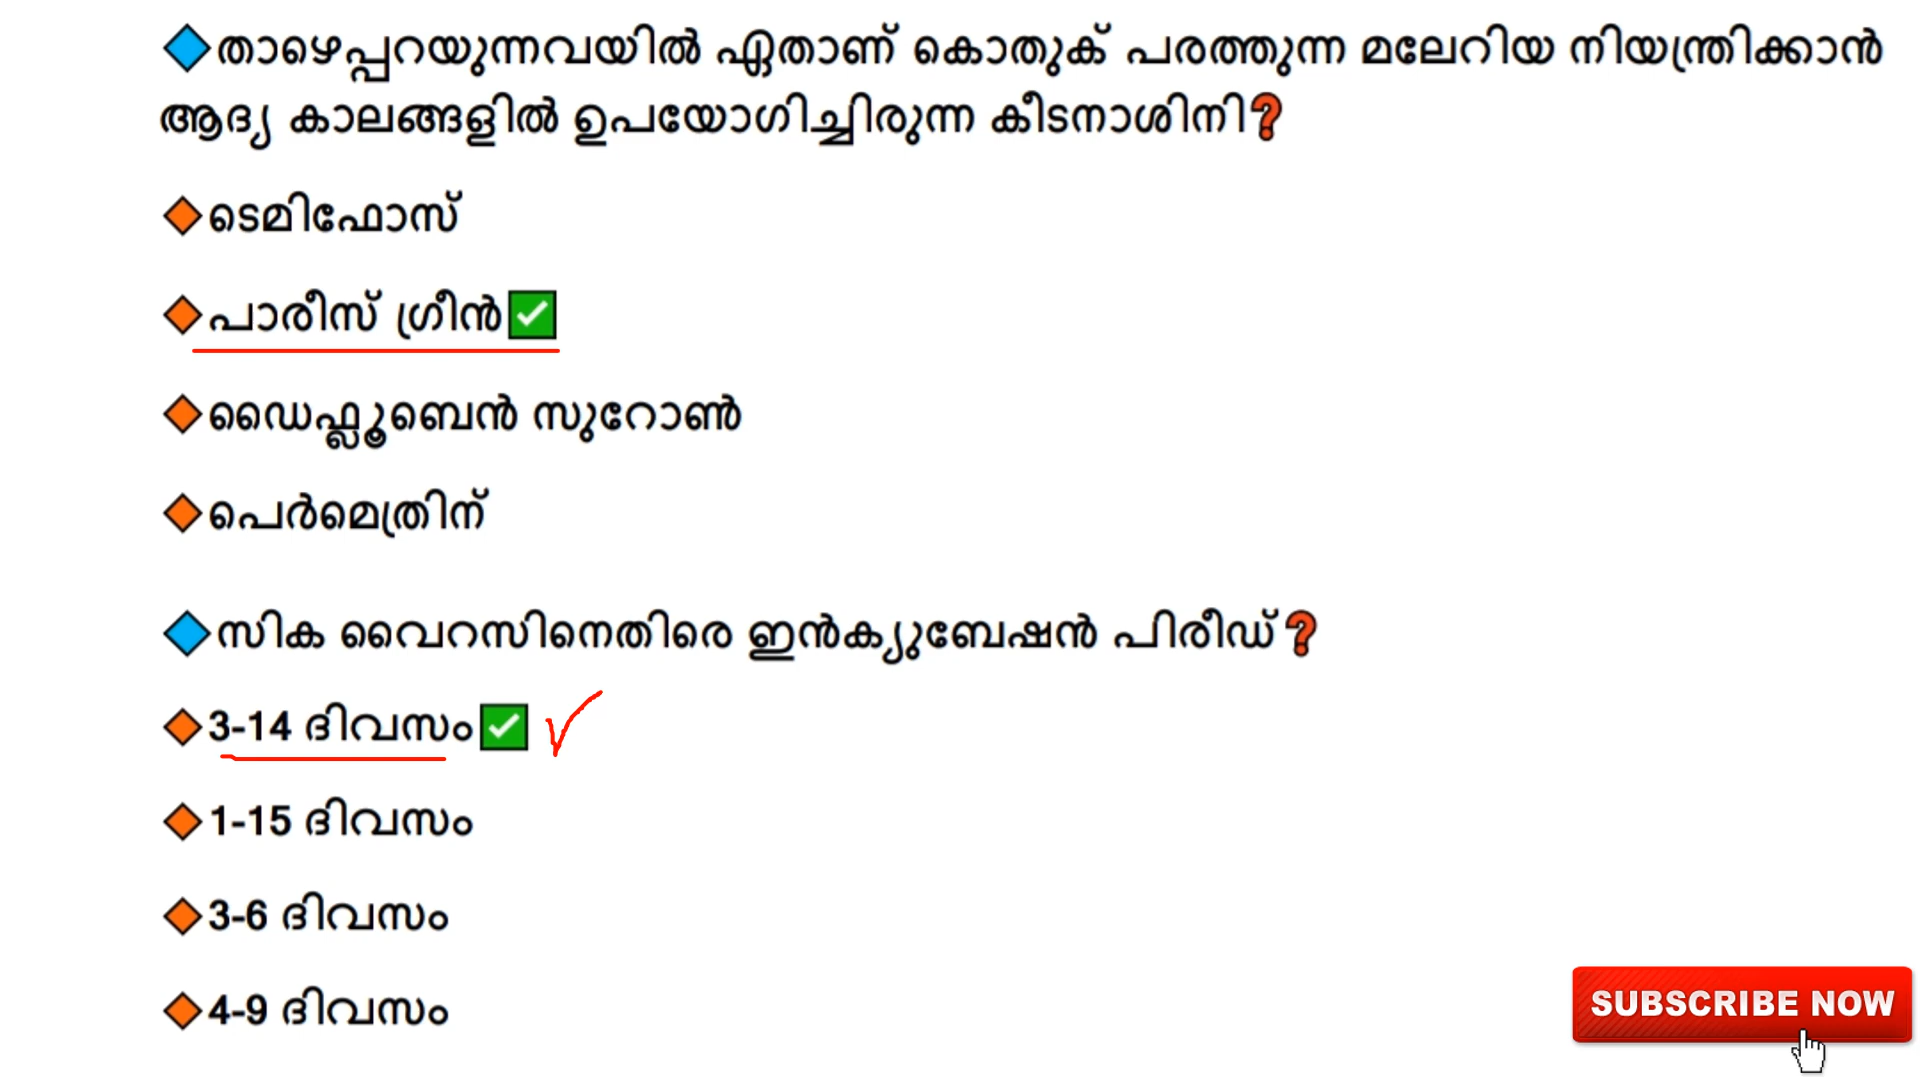 താഴെപ്പറയുന്നവയിൽ ഏതാണ് കൊതുക് പരത്തുന്ന മലേറിയ നിയന്ത്രിക്കാൻ
ആദ്യ കാലങ്ങളിൽ ഉപയോഗിച്ചിരുന്ന കീടനാശിനി❓
ടെമിഫോസ്
പാരീസ് ഗ്രീൻ✅
ഡൈഫ്ലൂബെൻ സുറോൺ
പെർമെത്രിന്
സിക വൈറസിനെതിരെ ഇൻക്യുബേഷൻ പിരീഡ്❓
3-14 ദിവസം✅
1-15 ദിവസം
3-6 ദിവസം
4-9 ദിവസം
SUBSCRIBE NOW